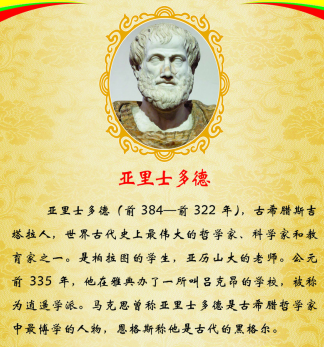 亚里士多德
亚里士多德（前 384—前 322 年），古希腊斯吉
塔拉人，世界古代史上最伟大的哲学家、科学家和教
育家之一。是柏拉图的学生，亚历山大的老师。公元
前 335 年，他在雅典办了一所叫吕克昂的学校，被称
为逍遥学派。马克思曾称亚里士多德是古希腊哲学家
中最博学的人物，恩格斯称他是古代的黑格尔。